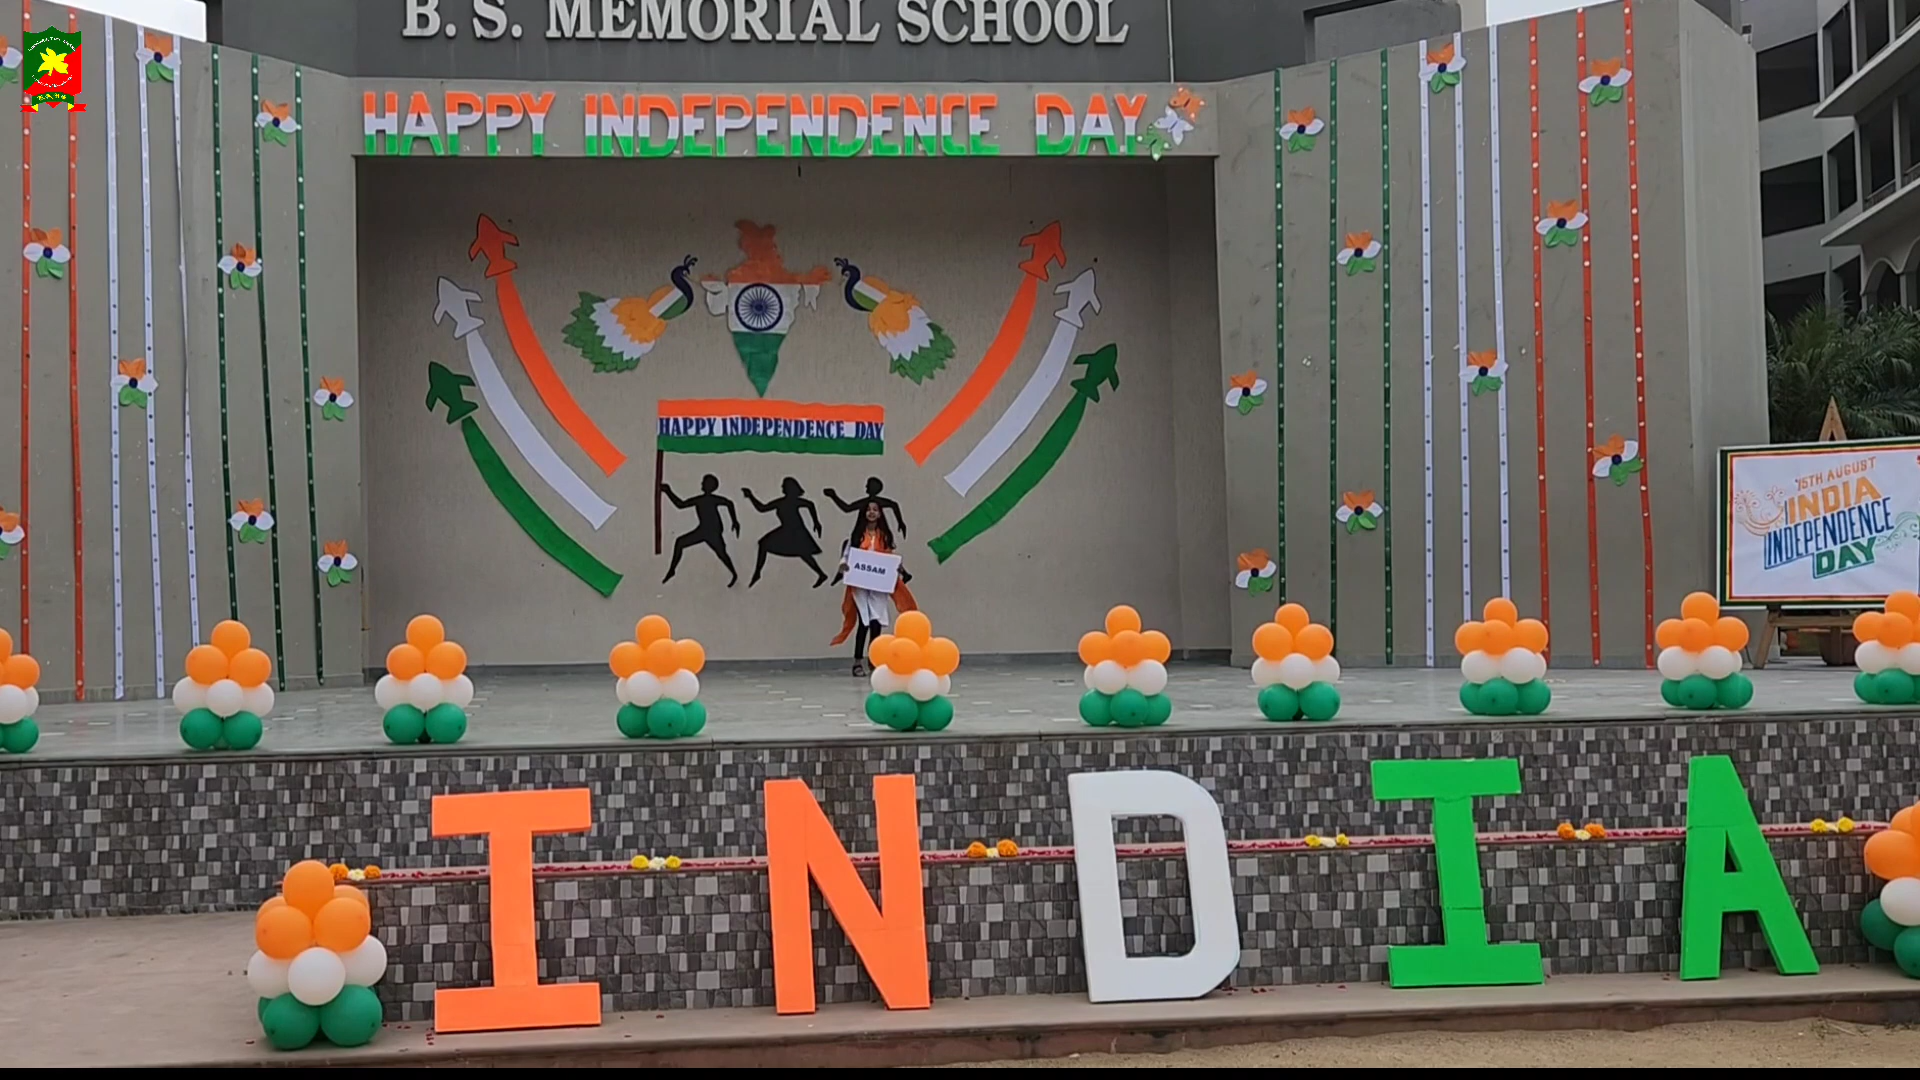 B. S. MEMORIAL SCHOOL
HAPPY INDEPENDENCE DAY
HAPPY INDEPENDENCE DAY
ASSAM
15TH AUGUST
INDIA
INDEPENDENCE
DAY
INDIA